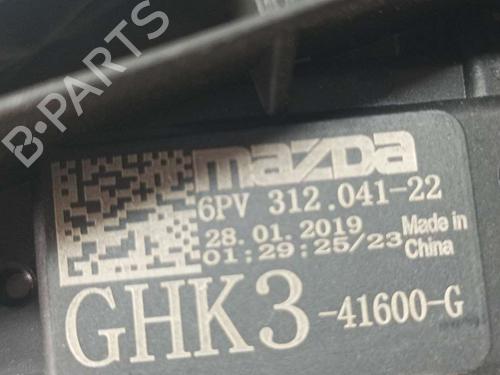 mazda
6PV 312.041-22
28.01.2019
01:29:25/23
Made in
China
GHK3-41600-G
B·PARTS